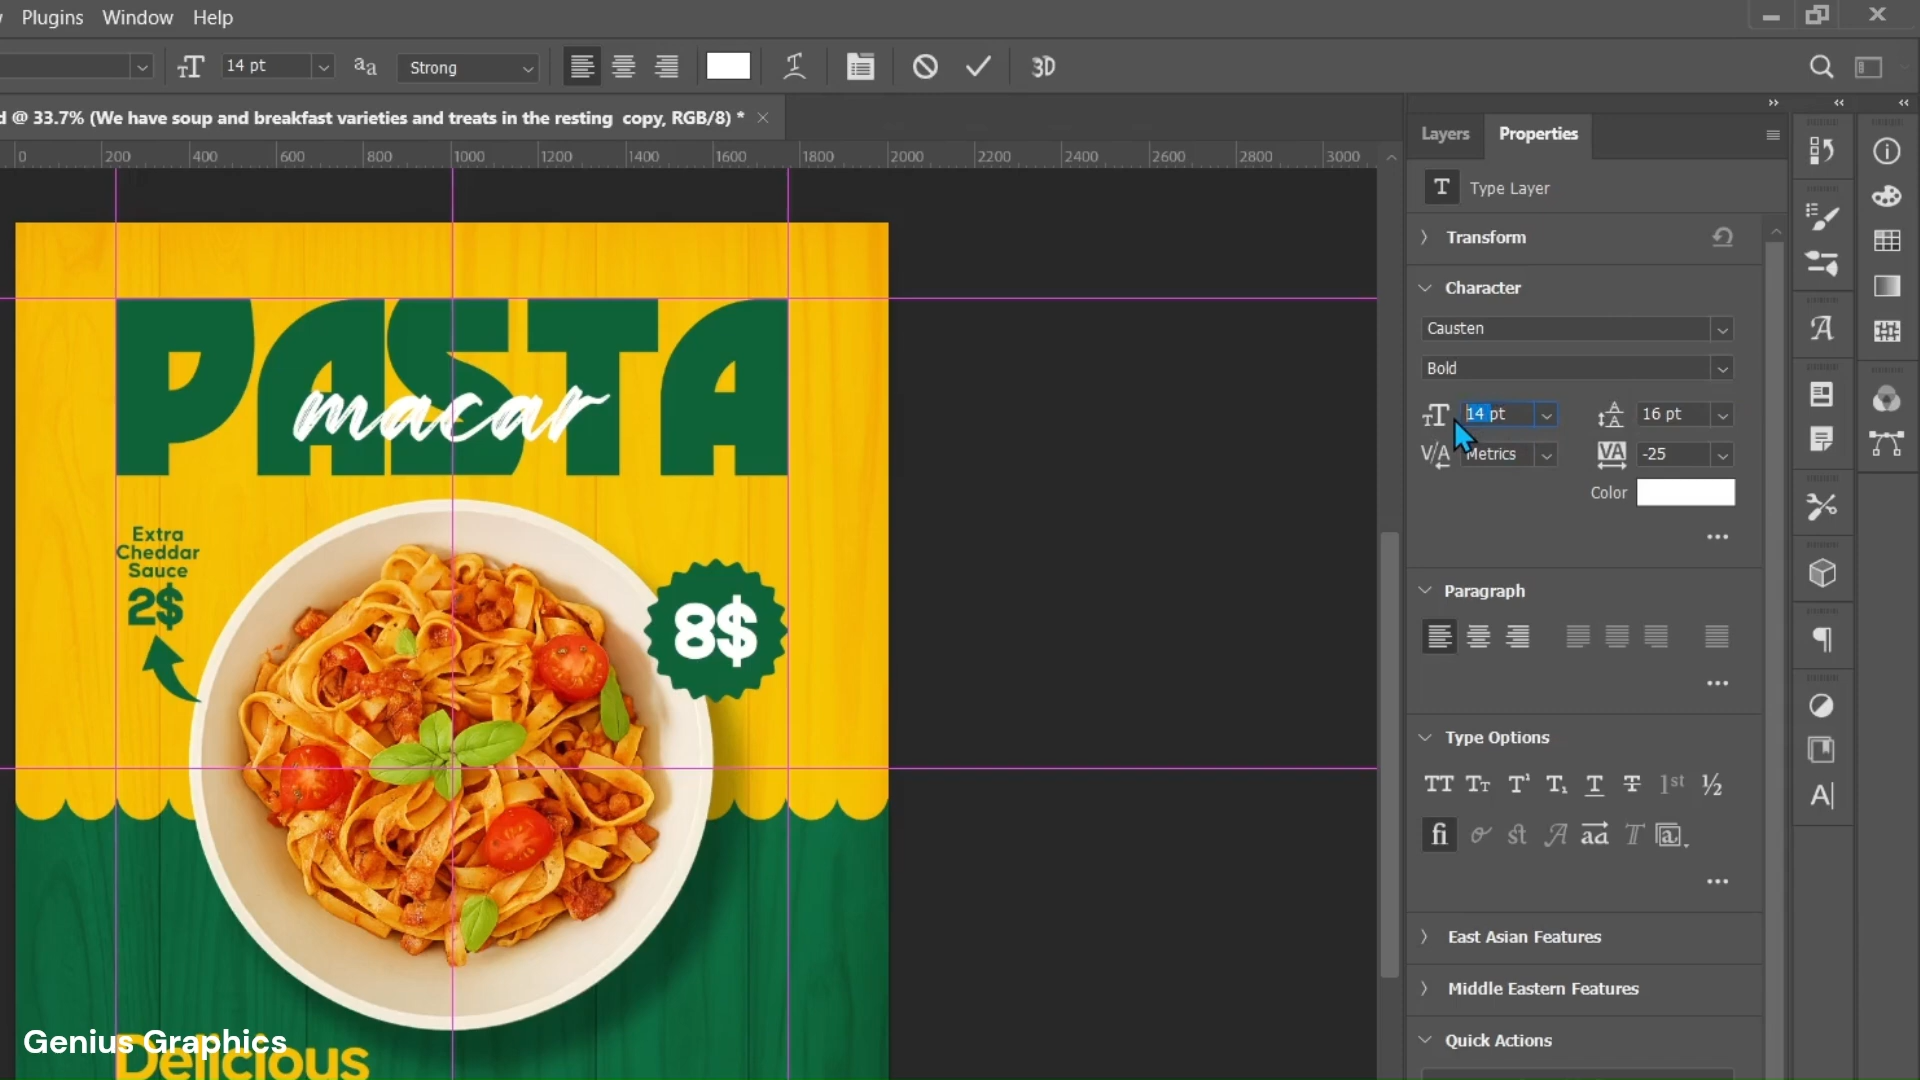 Plugins Window Help
14 pt Strong 3D
d @ 33.7% (We have soup and breakfast varieties and treats in the resting copy, RGB/8) *
0 200 400 600 800 1000 1200 1400 1600 1800 2000 2200 2400 2600 2800 3000
Layers Properties
T Type Layer
Transform
Character
Causten
Bold
14 pt 16 pt
Metrics -25
Color
Paragraph
Type Options
East Asian Features
Middle Eastern Features
Quick Actions
PASTA
macar
Extra
Cheddar
Sauce
2$
8$
Delicious
Genius Graphics